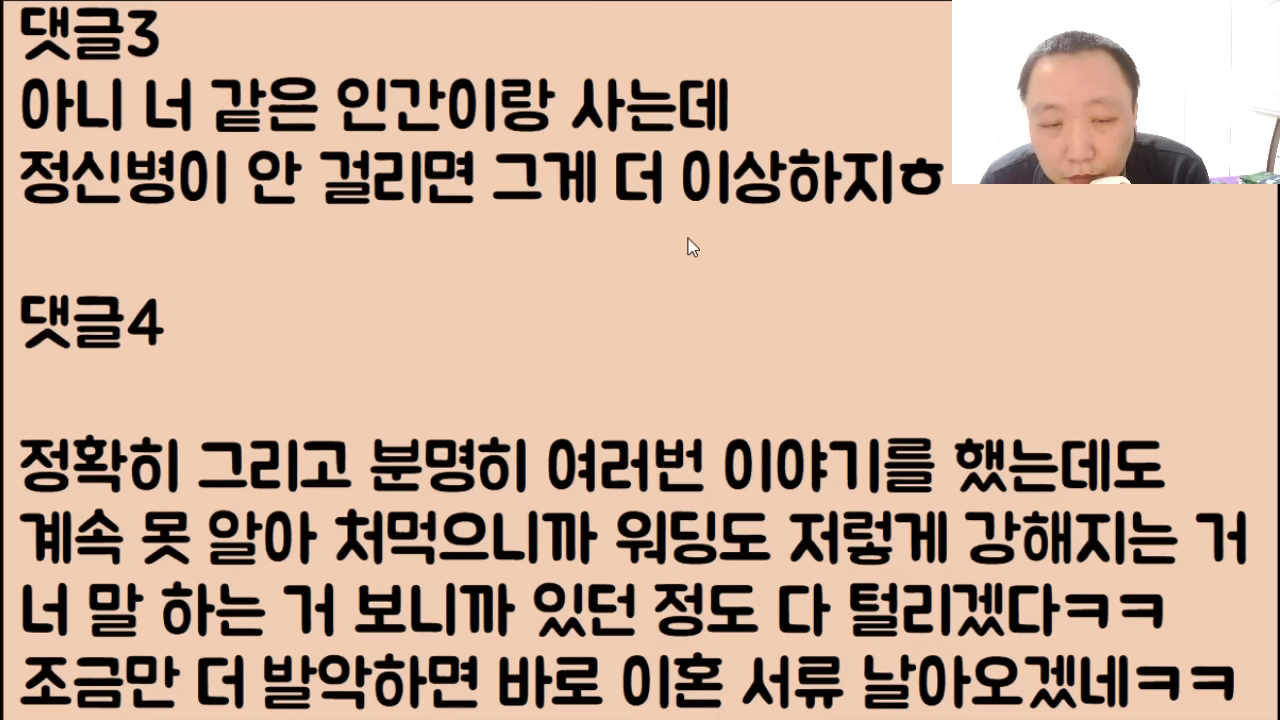 댓글3
아니 너 같은 인간이랑 사는데
정신병이 안 걸리면 그게 더 이상하지ㅎ
댓글4
정확히 그리고 분명히 여러번 이야기를 했는데도
계속 못 알아 처먹으니까 워딩도 저렇게 강해지는 거
너 말 하는 거 보니까 있던 정도 다 털리겠다ㅋㅋ
조금만 더 발악하면 바로 이혼 서류 날아오겠네ㅋㅋ